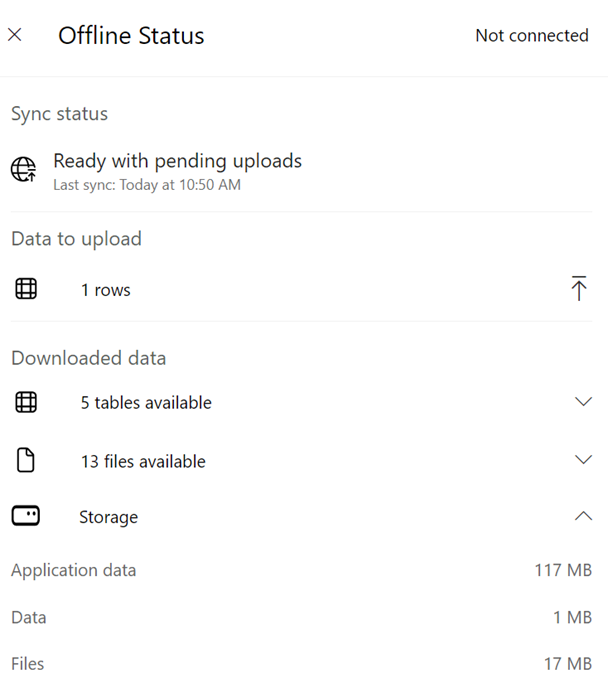 Offline Status
Not connected
Sync status
Ready with pending uploads
Last sync: Today at 10:50 AM
Data to upload
1 rows
Downloaded data
5 tables available
13 files available
Storage
Application data 117 MB
Data 1 MB
Files 17 MB